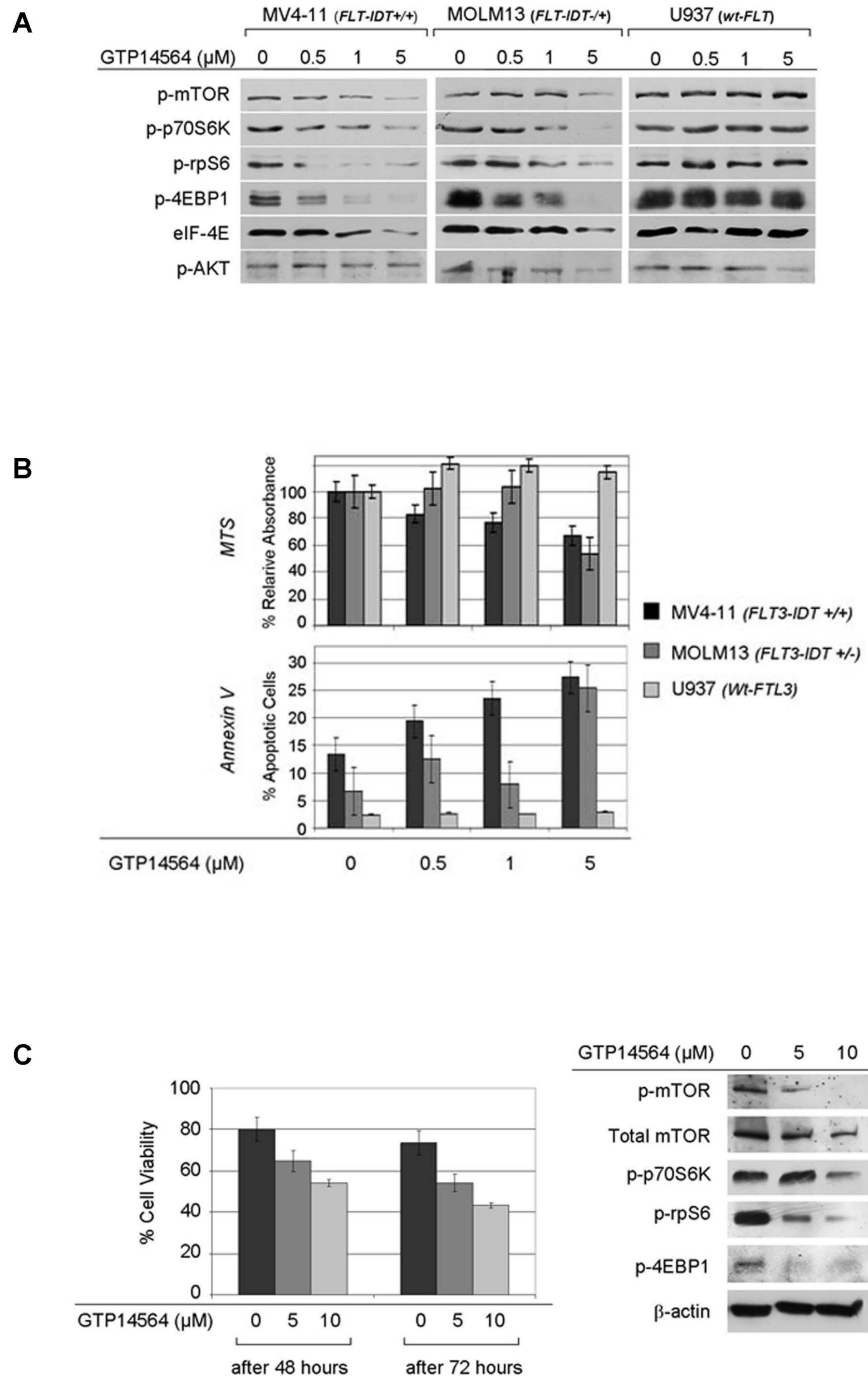 A
MV4-11 (FLT-IDT+/+) MOLM13 (FLT-IDT-/+) U937 (wt-FLT)
GTP14564 (µM) 0 0.5 1 5 0 0.5 1 5 0 0.5 1 5
p-mTOR
p-p70S6K
p-rpS6
p-4EBP1
eIF-4E
p-AKT
B
MTS
% Relarive Absorbance
100
80
60
40
20
0
MV4-11 (FLT3-IDT +/+)
MOLM13 (FLT3-IDT +/-)
U937 (Wt-FTL3)
Annexin V
% Apoptotic Cells
30
25
20
15
10
5
0
GTP14564 (µM) 0 0.5 1 5
C
% Cell Viability
100
80
60
40
20
0
GTP14564 (µM) 0 5 10 0 5 10
after 48 hours after 72 hours
GTP14564 (µM) 0 5 10
p-mTOR
Total mTOR
p-p70S6K
p-rpS6
p-4EBP1
β-actin